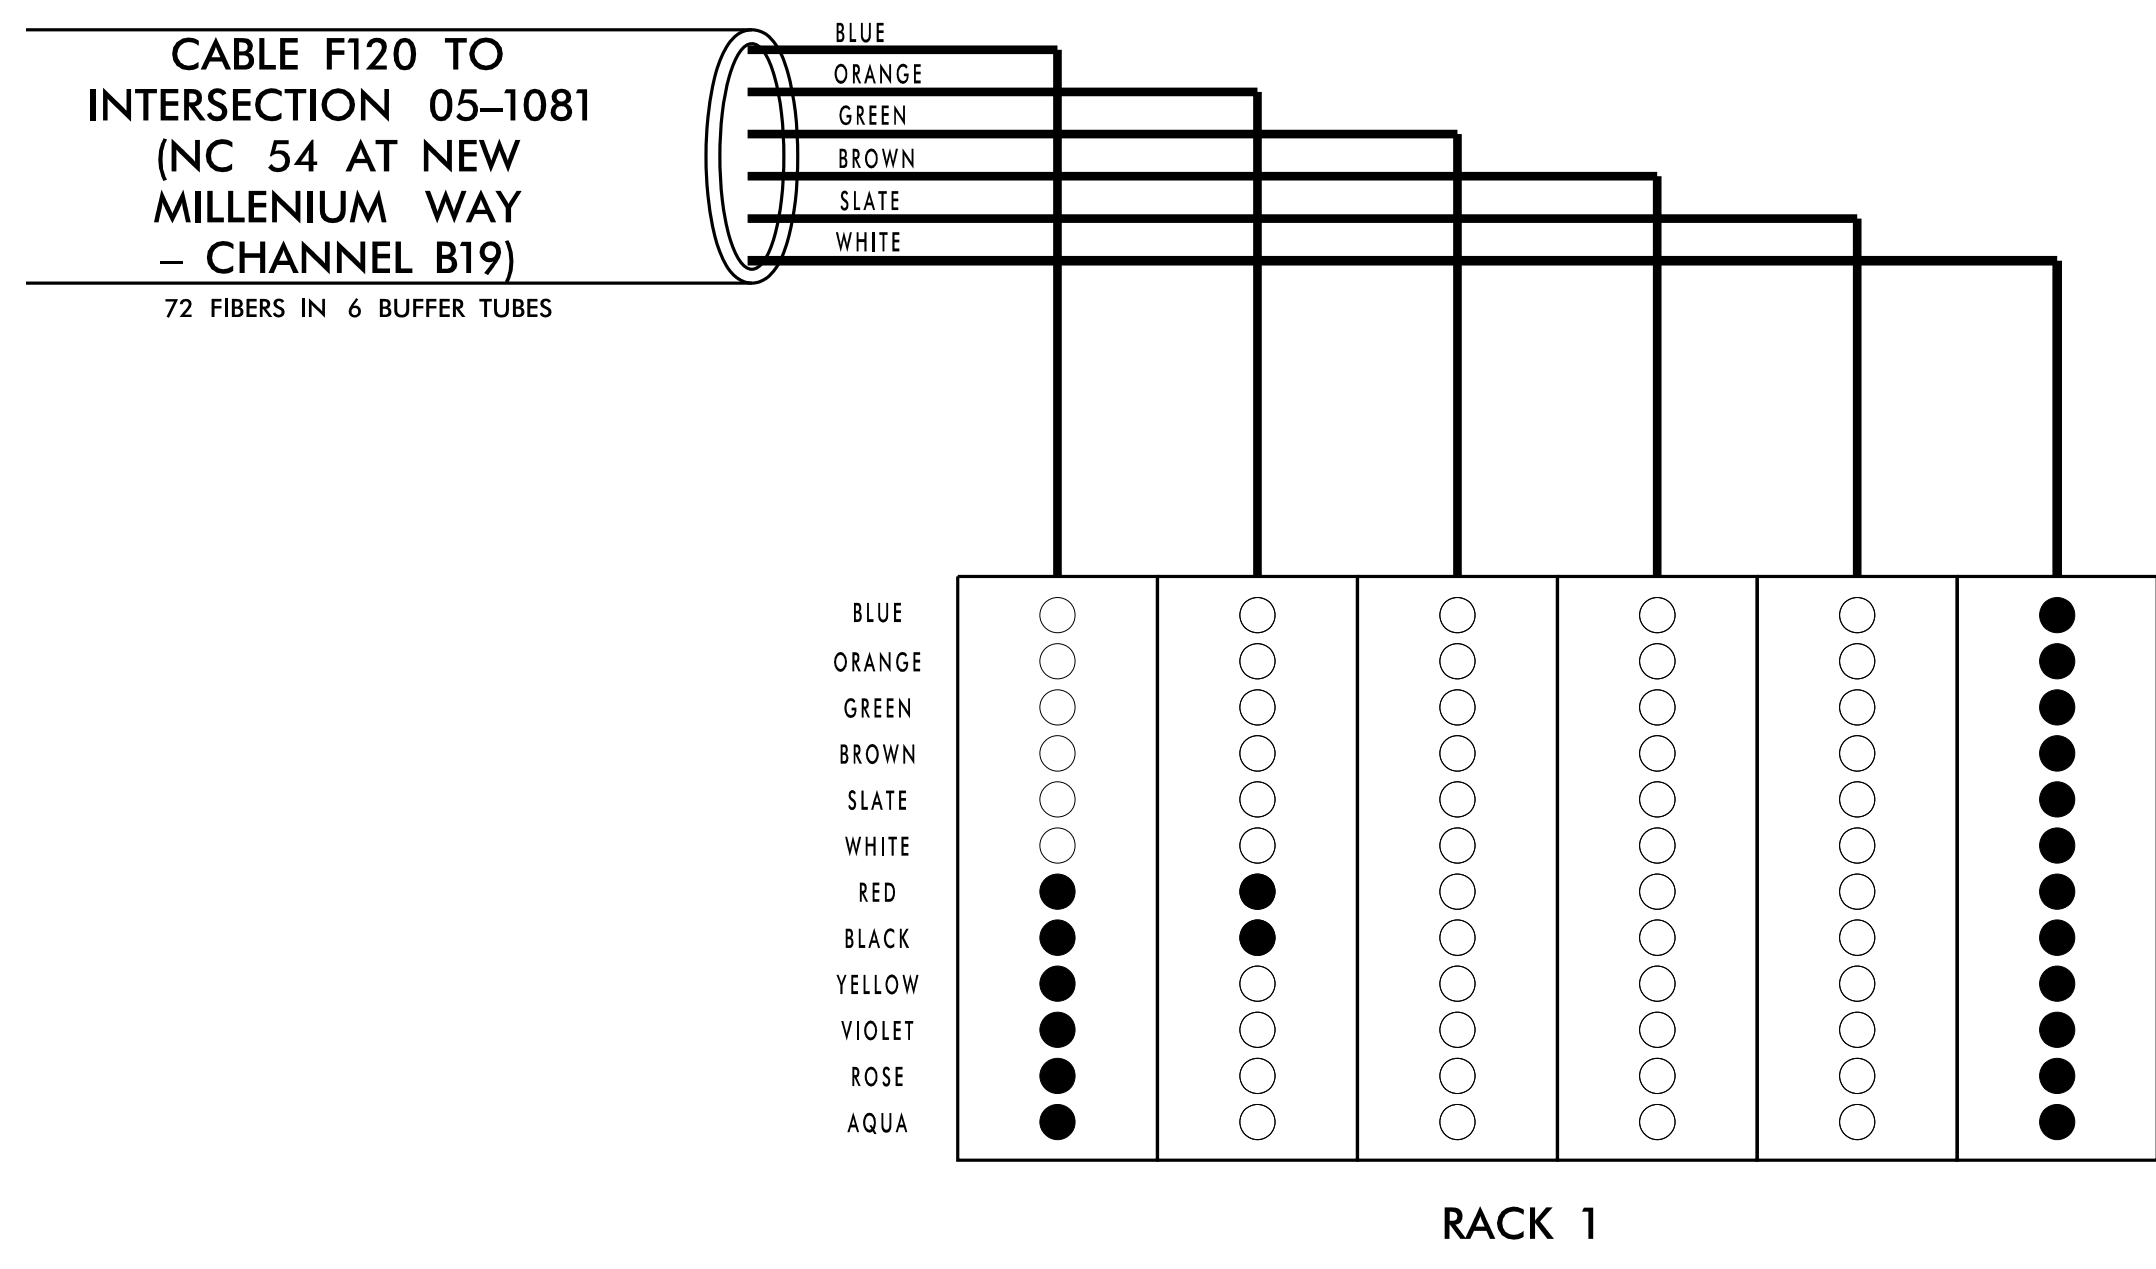 CABLE F120 TO
INTERSECTION 05–1081
(NC 54 AT NEW
MILLENIUM WAY
– CHANNEL B19)
72 FIBERS IN 6 BUFFER TUBES
BLUE
ORANGE
GREEN
BROWN
SLATE
WHITE
BLUE
ORANGE
GREEN
BROWN
SLATE
WHITE
RED
BLACK
YELLOW
VIOLET
ROSE
AQUA
RACK 1